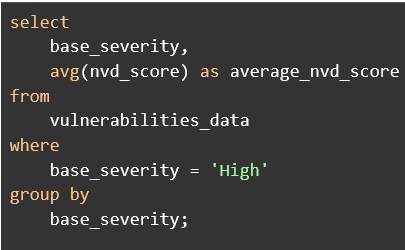 select
    base_severity,
    avg(nvd_score) as average_nvd_score
from
    vulnerabilities_data
where
    base_severity = 'High'
group by
    base_severity;